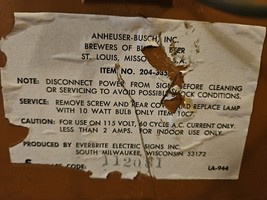 ANHEUSER-BUSCH, INC.
BREWERS OF B
ST. LOUIS, MISSO
ITEM NO. 204-335
NOTE: DISCONNECT POWER FROM SIGN BEFORE CLEANING
OR SERVICING TO AVOID POSSIBLE SHOCK CONDITIONS.
SERVICE: REMOVE SCREW AND REAR COVER AND REPLACE LAMP
WITH 10 WATT BULB ONLY ITEM 10C7.
CAUTION: FOR USE ON 115 VOLT, 60 CYCLE A.C. CURRENT ONLY.
LESS THAN 2 AMPS. FOR INDOOR USE ONLY.
PRODUCED BY EVERBRITE ELECTRIC SIGNS INC.
SOUTH MILWAUKEE, WISCONSIN 53172
CODE:
LA-944